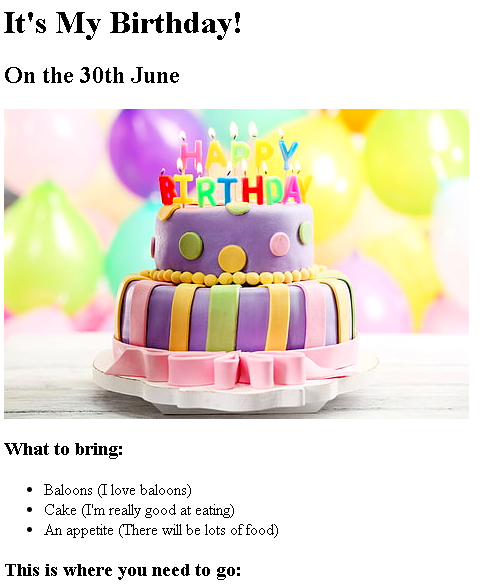 It's My Birthday!
On the 30th June
HAPPY
BIRTHDAY
What to bring:
Baloons (I love baloons)
Cake (I'm really good at eating)
An appetite (There will be lots of food)
This is where you need to go: